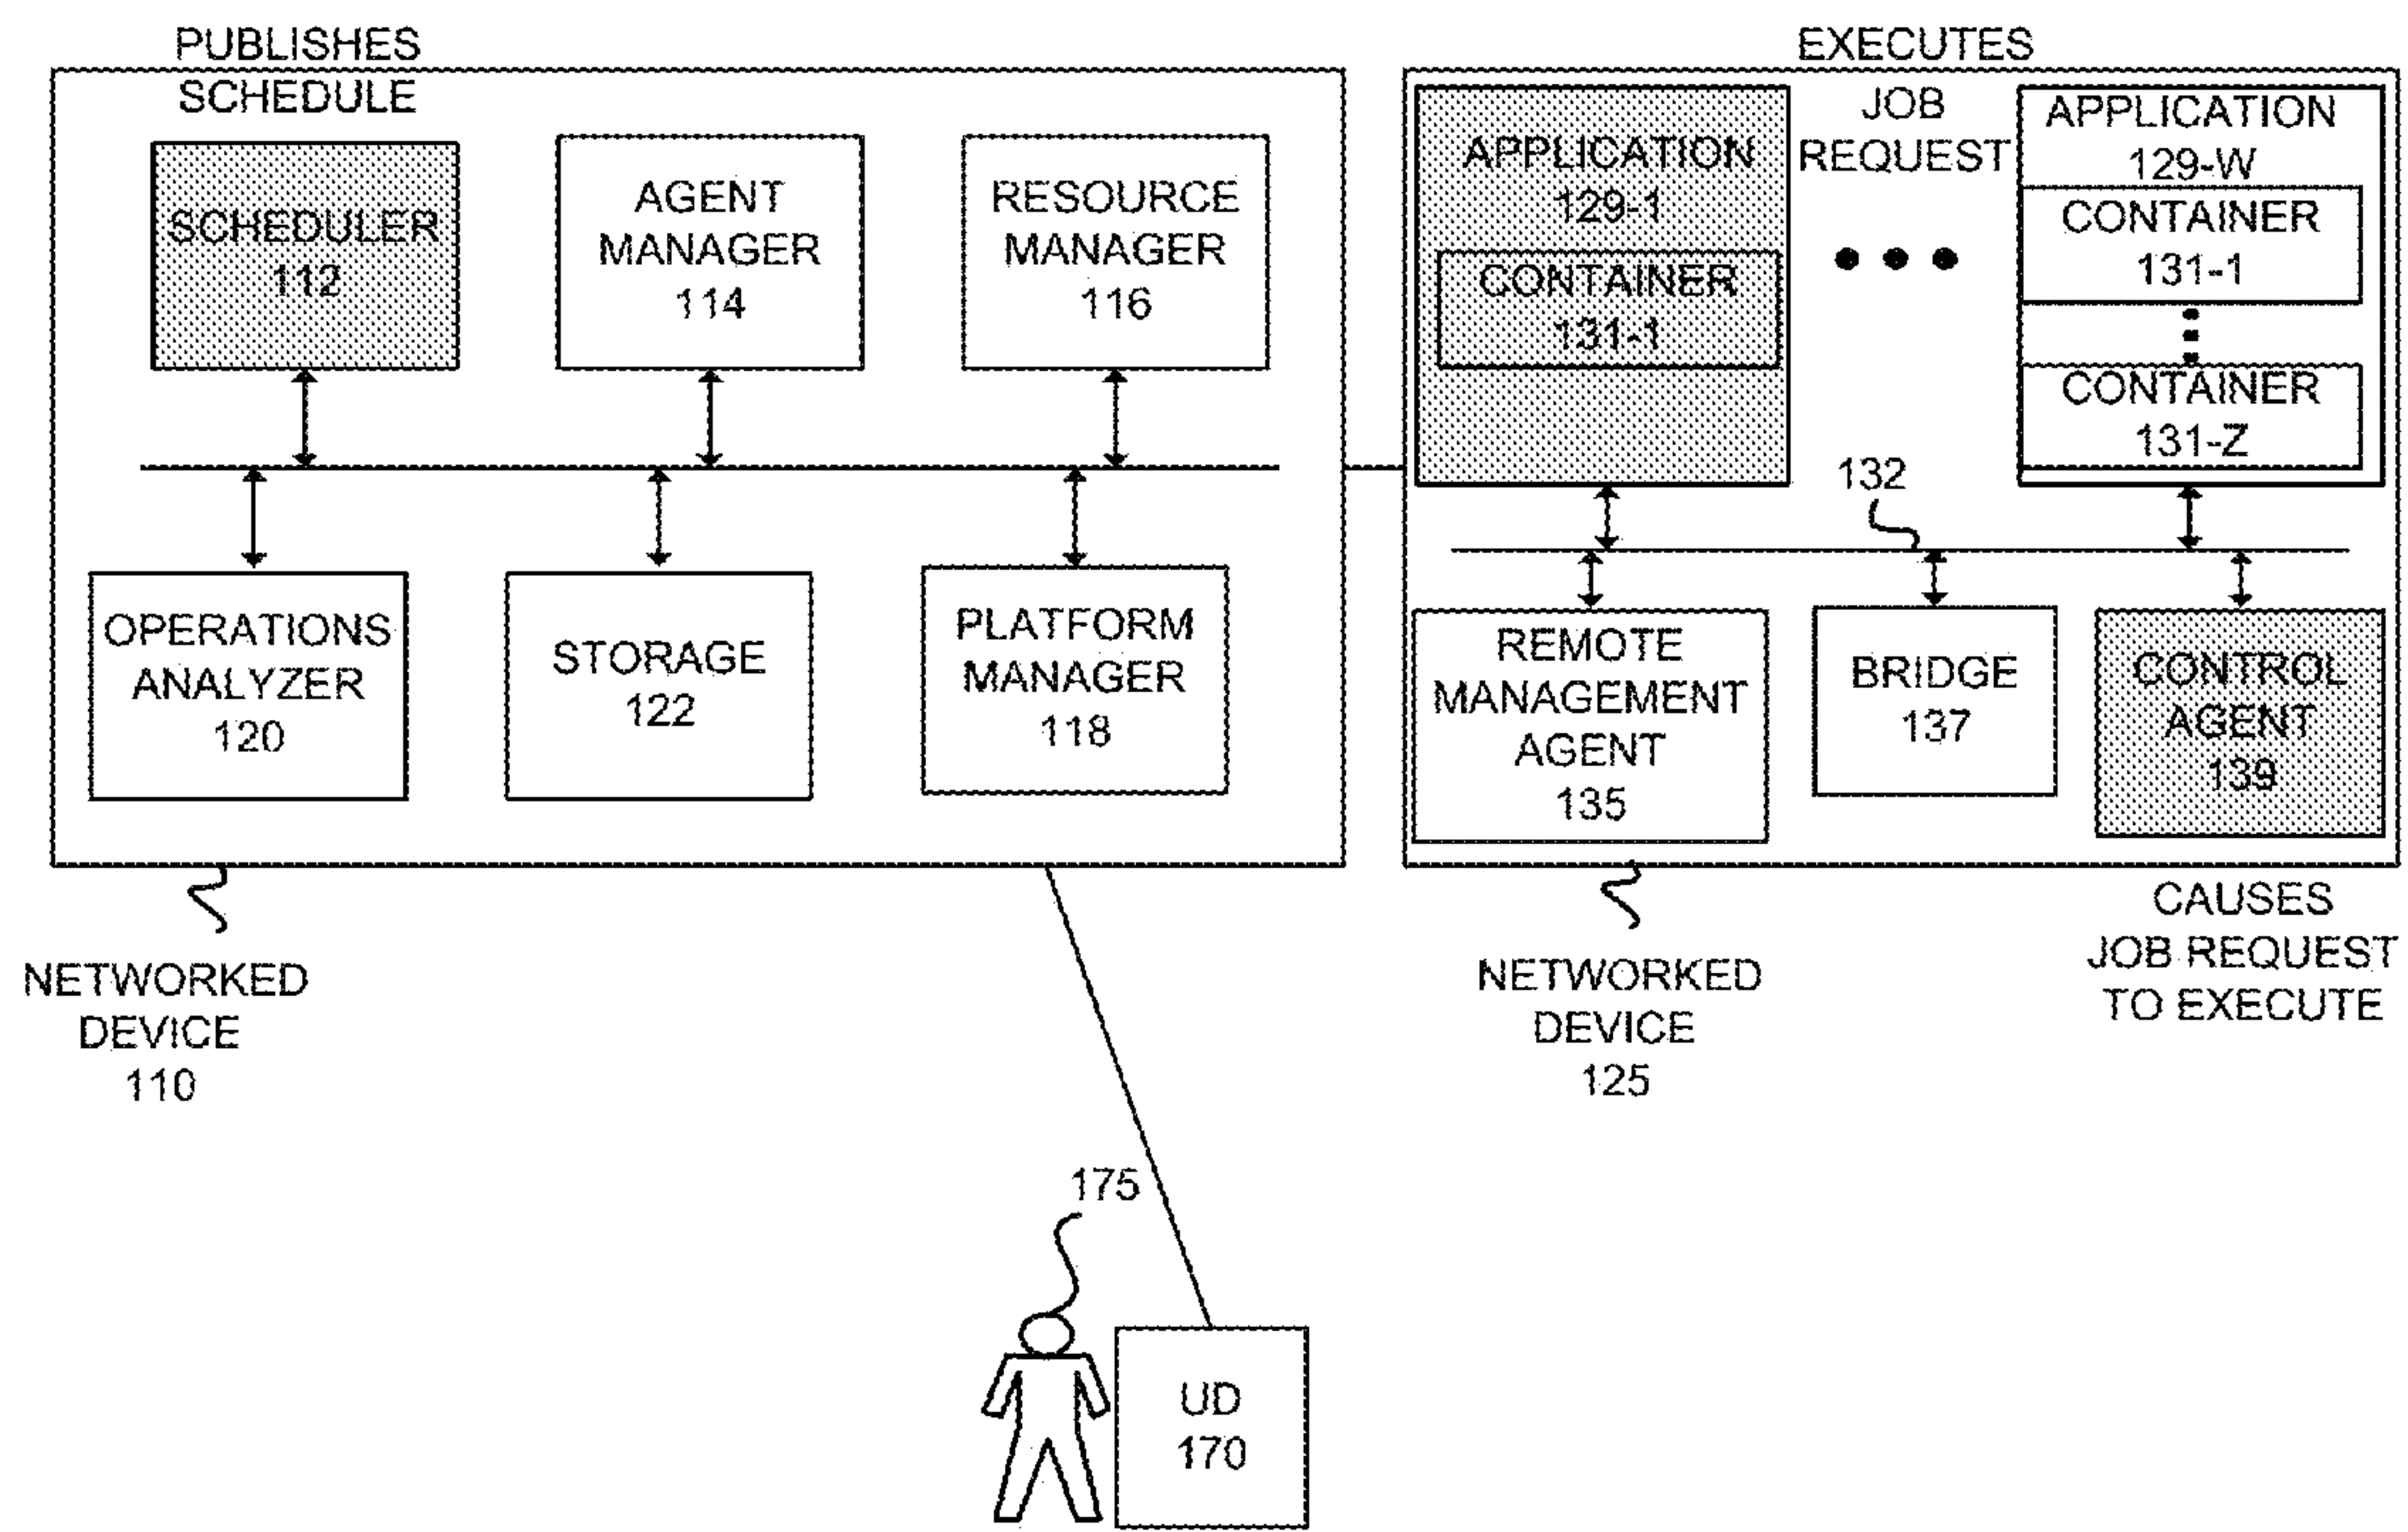 PUBLISHES
SCHEDULE
SCHEDULER
112
AGENT
MANAGER
114
RESOURCE
MANAGER
116
OPERATIONS
ANALYZER
120
STORAGE
122
PLATFORM
MANAGER
118
NETWORKED
DEVICE
110
EXECUTES
JOB
REQUEST
APPLICATION
129-1
CONTAINER
131-1
APPLICATION
129-W
CONTAINER
131-1
CONTAINER
131-Z
132
REMOTE
MANAGEMENT
AGENT
135
BRIDGE
137
CONTROL
AGENT
139
NETWORKED
DEVICE
125
CAUSES
JOB REQUEST
TO EXECUTE
175
UD
170